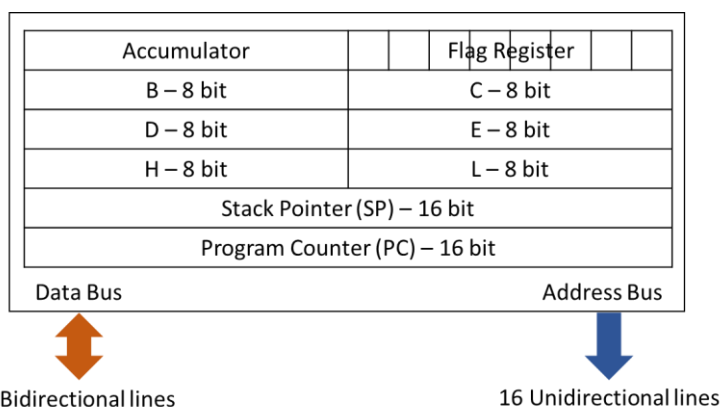 Accumulator Flag Register
B – 8 bit C – 8 bit
D – 8 bit E – 8 bit
H – 8 bit L – 8 bit
Stack Pointer (SP) – 16 bit
Program Counter (PC) – 16 bit
Data Bus Address Bus
Bidirectional lines 16 Unidirectional lines